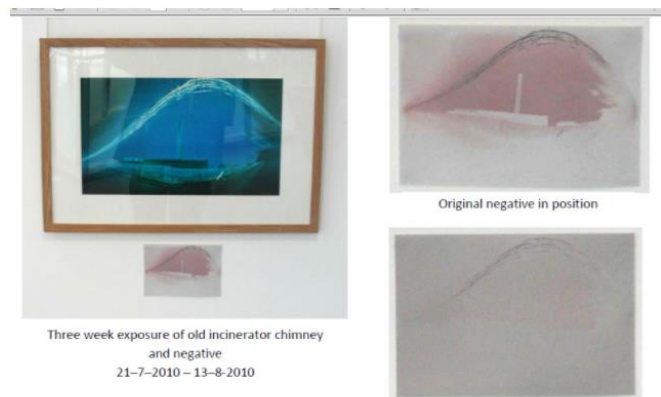 Original negative in position
Three week exposure of old incinerator chimney
and negative
21–7–2010 – 13–8-2010